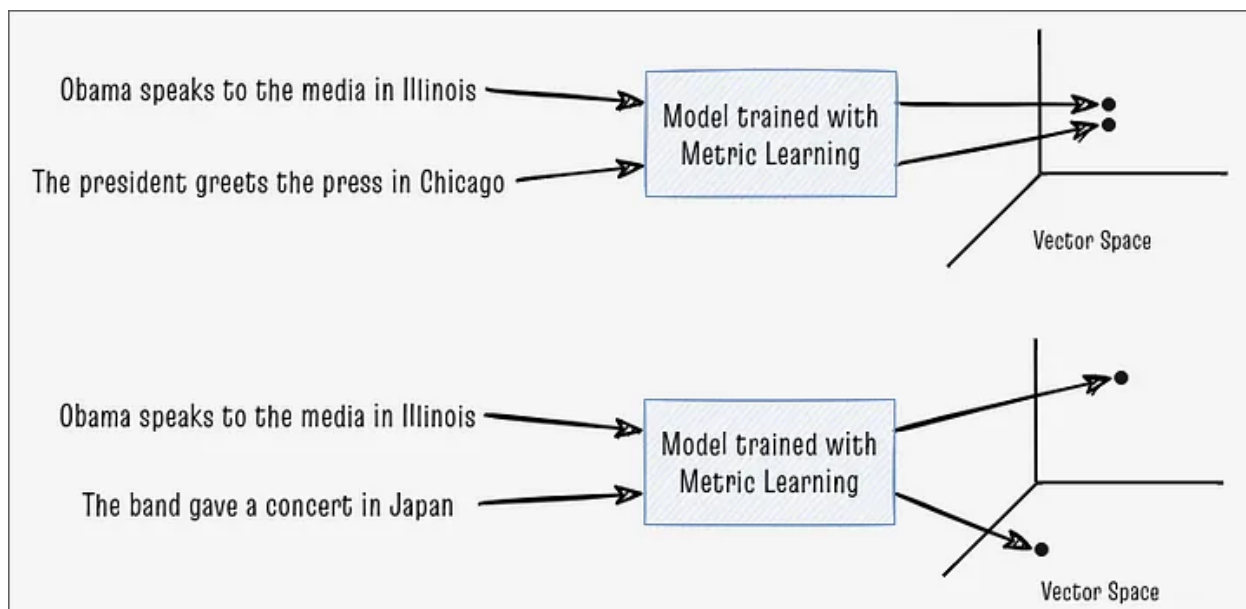 Obama speaks to the media in Illinois
The president greets the press in Chicago
Model trained with
Metric Learning
Vector Space
Obama speaks to the media in Illinois
The band gave a concert in Japan
Model trained with
Metric Learning
Vector Space